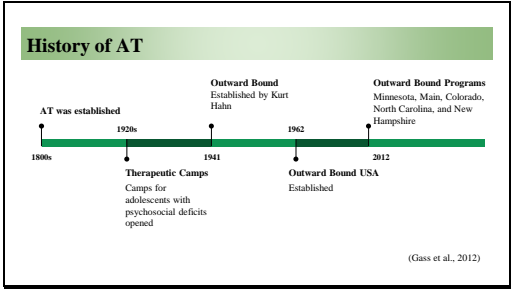 History of AT
AT was established
1800s
1920s
Therapeutic Camps
Camps for
adolescents with
psychosocial deficits
opened
Outward Bound
Established by Kurt
Hahn
1941
1962
Outward Bound USA
Established
Outward Bound Programs
Minnesota, Main, Colorado,
North Carolina, and New
Hampshire
2012
(Gass et al., 2012)